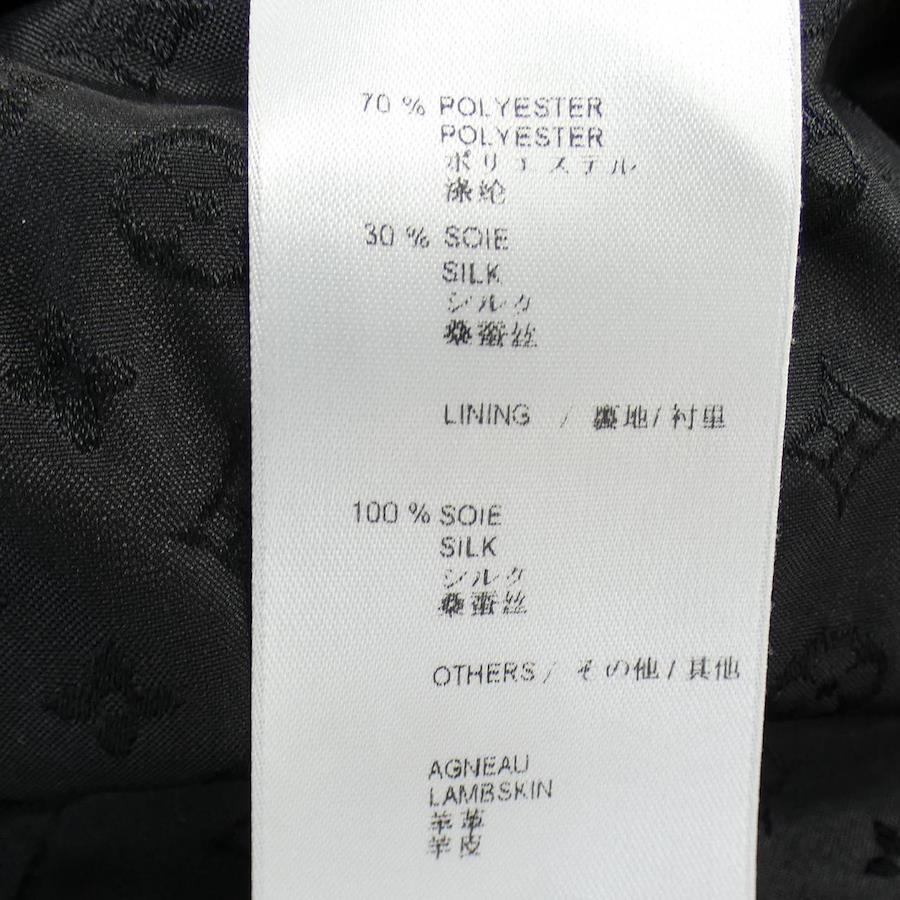 70 % POLYESTER
POLYESTER
ポリエステル
涤纶
30 % SOIE
SILK
シルク
桑蚕丝
LINING / 裏地/衬里
100 % SOIE
SILK
シルク
桑蚕丝
OTHERS/ その他/其他
AGNEAU
LAMBSKIN
羊革
羊皮